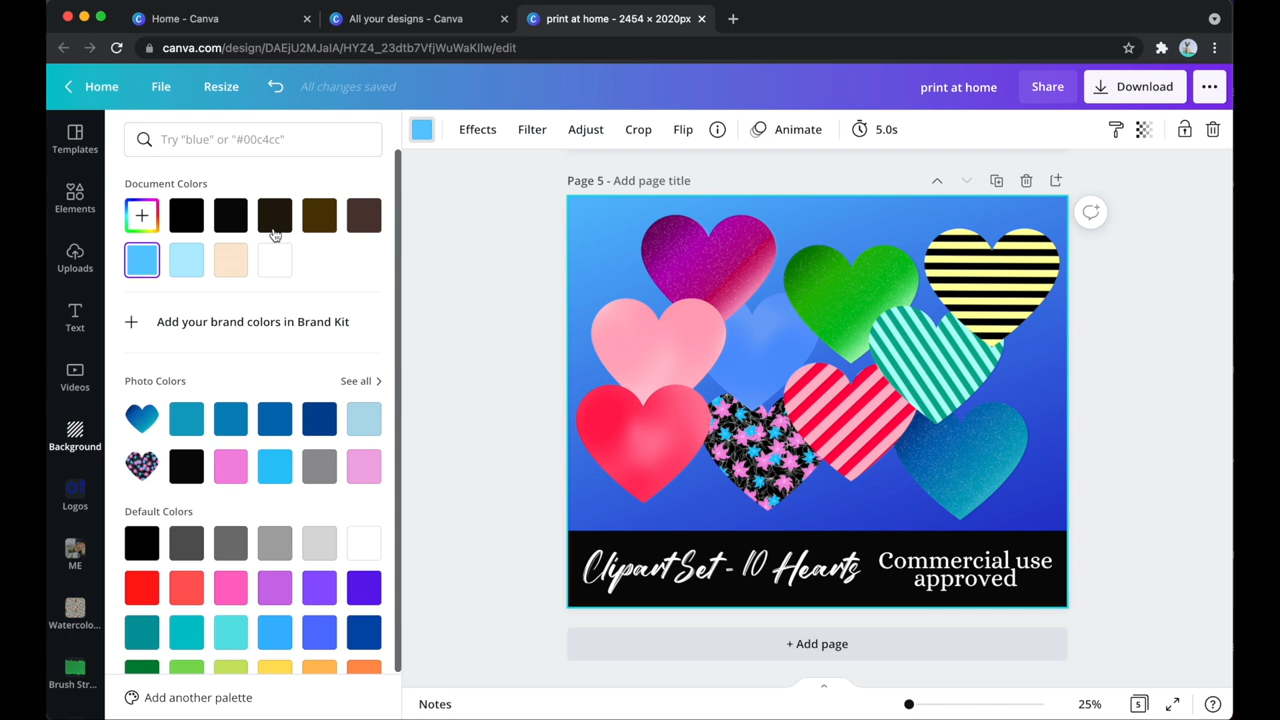 Home - Canva
All your designs - Canva
print at home - 2454 × 2020px
canva.com/design/DAEjU2MJaIA/HYZ4_23dtb7VfjWuWaKIIw/edit
Home
File
Resize
All changes saved
print at home
Share
Download
Effects
Filter
Adjust
Crop
Flip
Animate
5.0s
Templates
Elements
Uploads
Text
Videos
Background
Logos
ME
Watercolo...
Brush Str...
Try "blue" or "#00c4cc"
Document Colors
Add your brand colors in Brand Kit
Photo Colors
See all
Default Colors
Add another palette
Page 5 - Add page title
Clipart Set - 10 Hearts
Commercial use
approved
+ Add page
Notes
25%
5